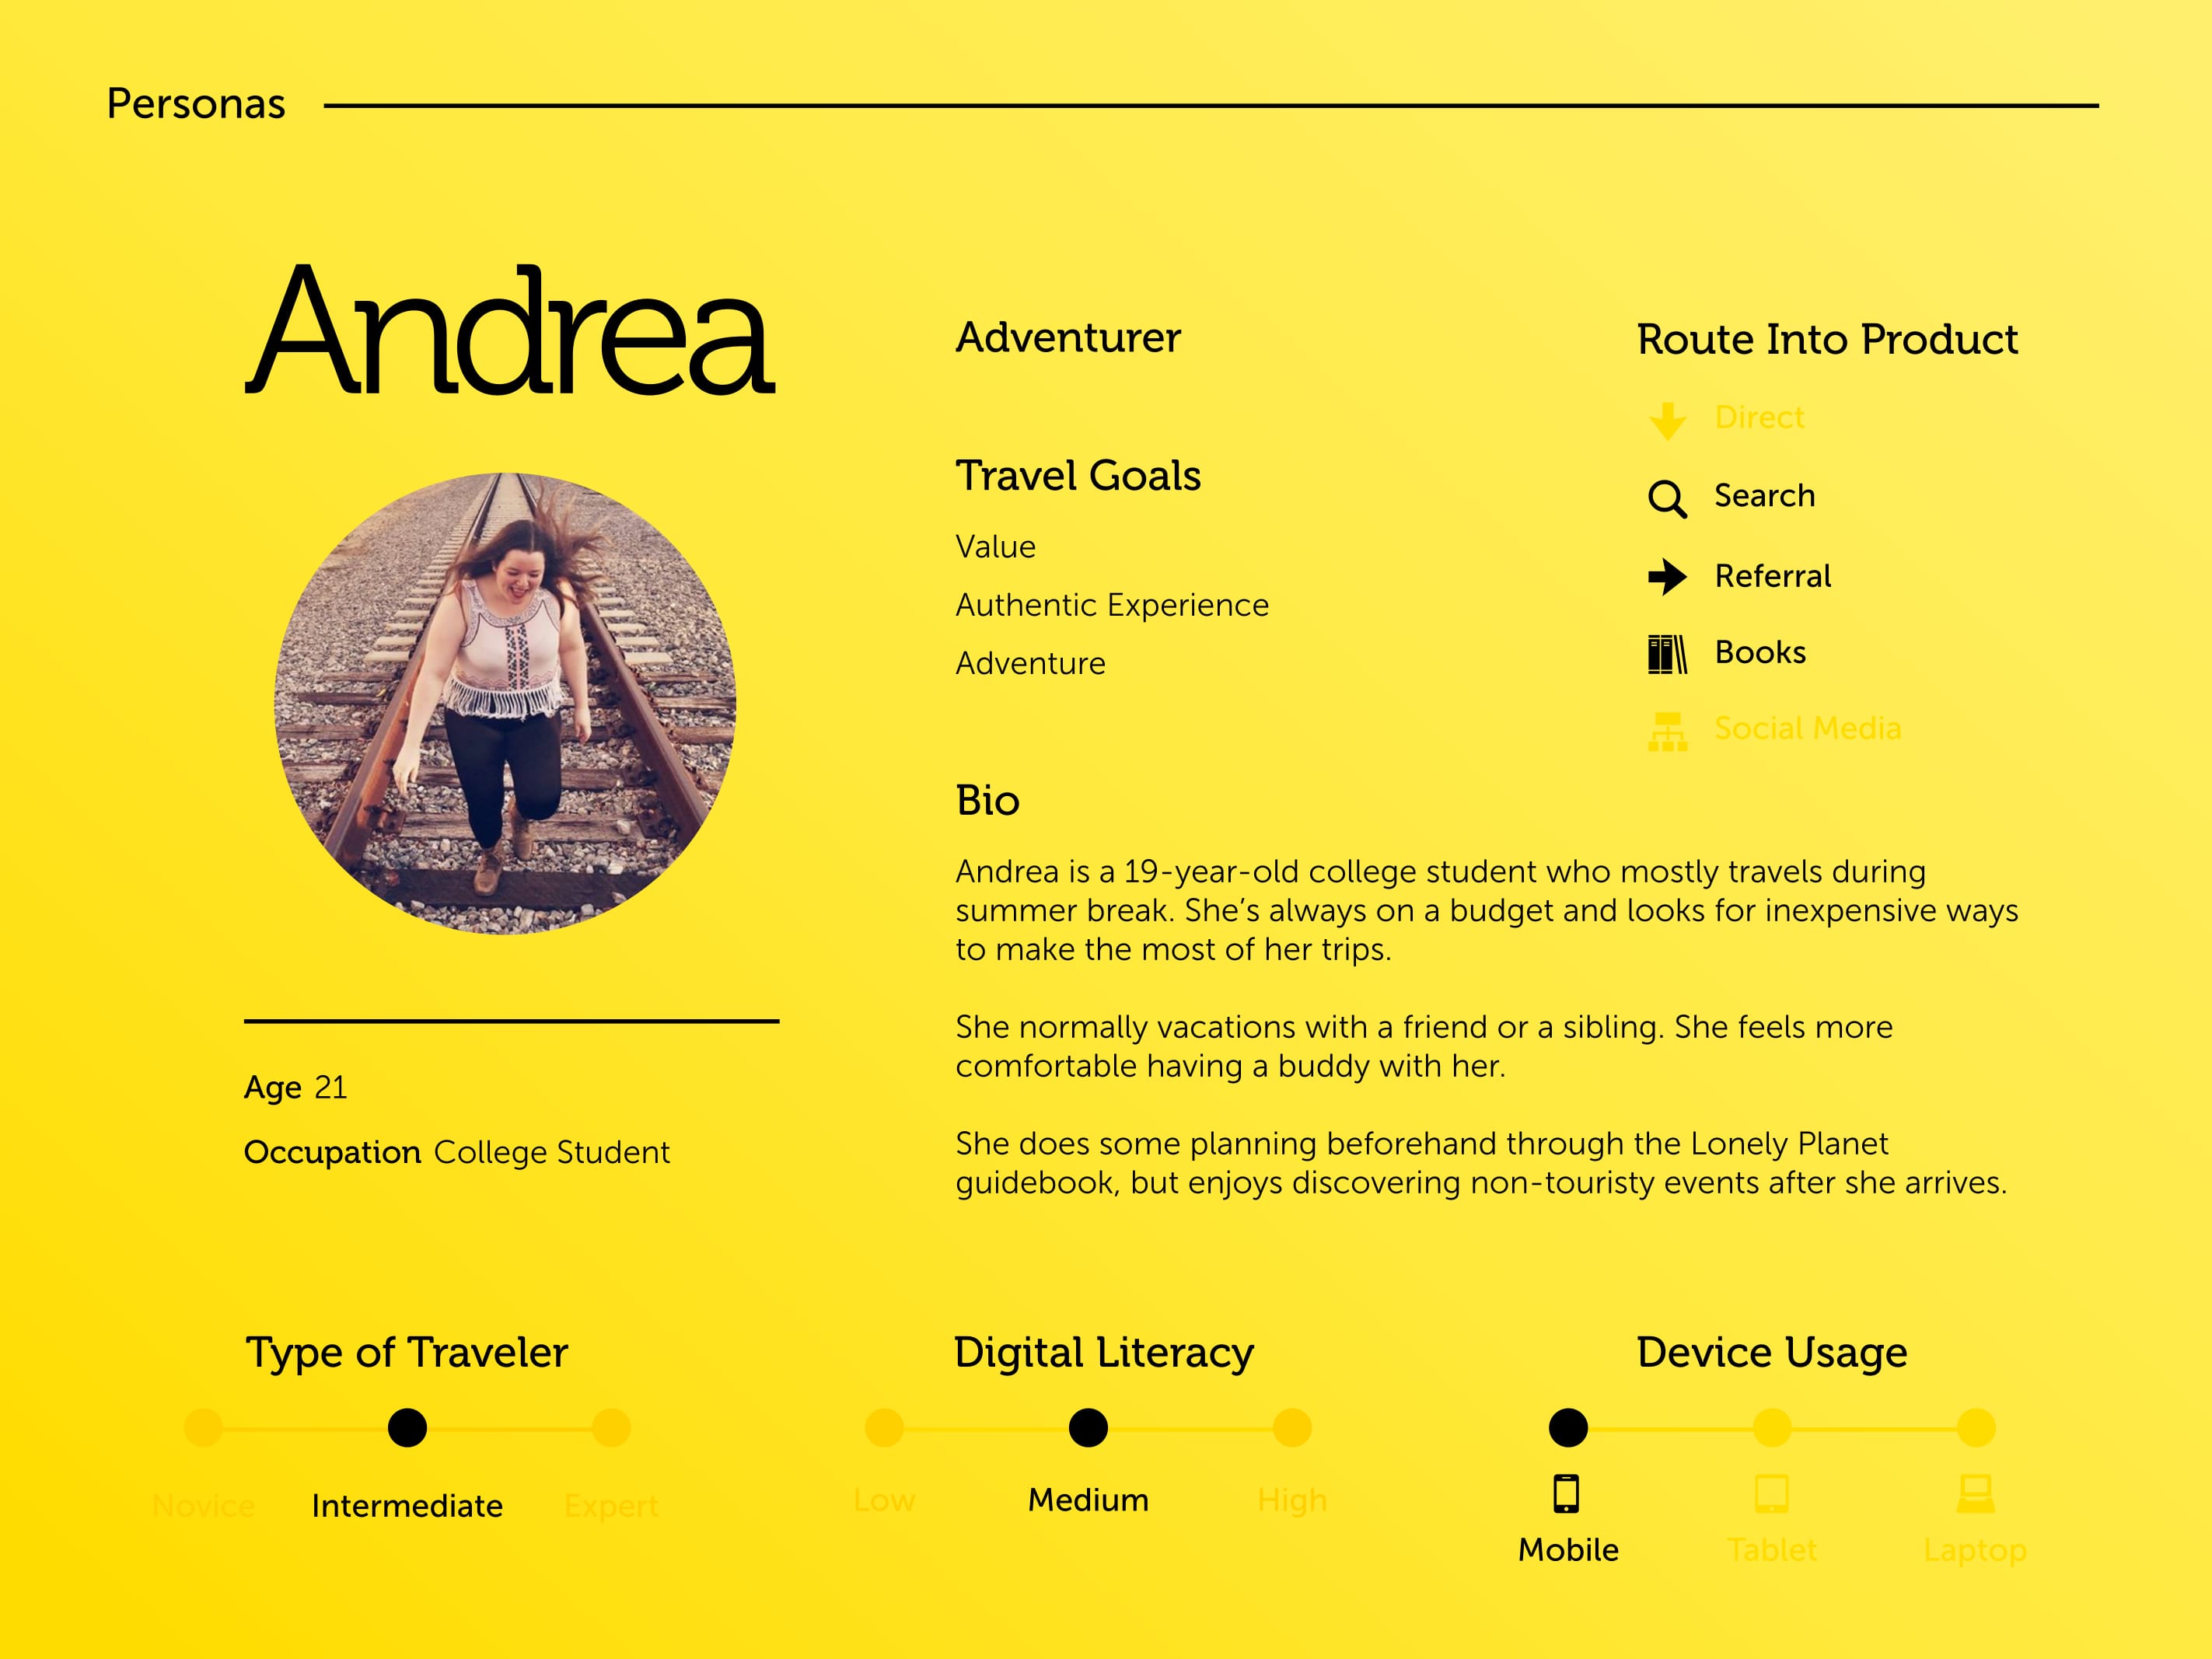 Personas
Andrea
Age 21
Occupation College Student
Adventurer
Travel Goals
Value
Authentic Experience
Adventure
Route Into Product
Direct
Search
Referral
Books
Social Media
Bio
Andrea is a 19-year-old college student who mostly travels during
summer break. She’s always on a budget and looks for inexpensive ways
to make the most of her trips.
She normally vacations with a friend or a sibling. She feels more
comfortable having a buddy with her.
She does some planning beforehand through the Lonely Planet
guidebook, but enjoys discovering non-touristy events after she arrives.
Type of Traveler
Novice
Intermediate
Expert
Digital Literacy
Low
Medium
High
Device Usage
Mobile
Tablet
Laptop